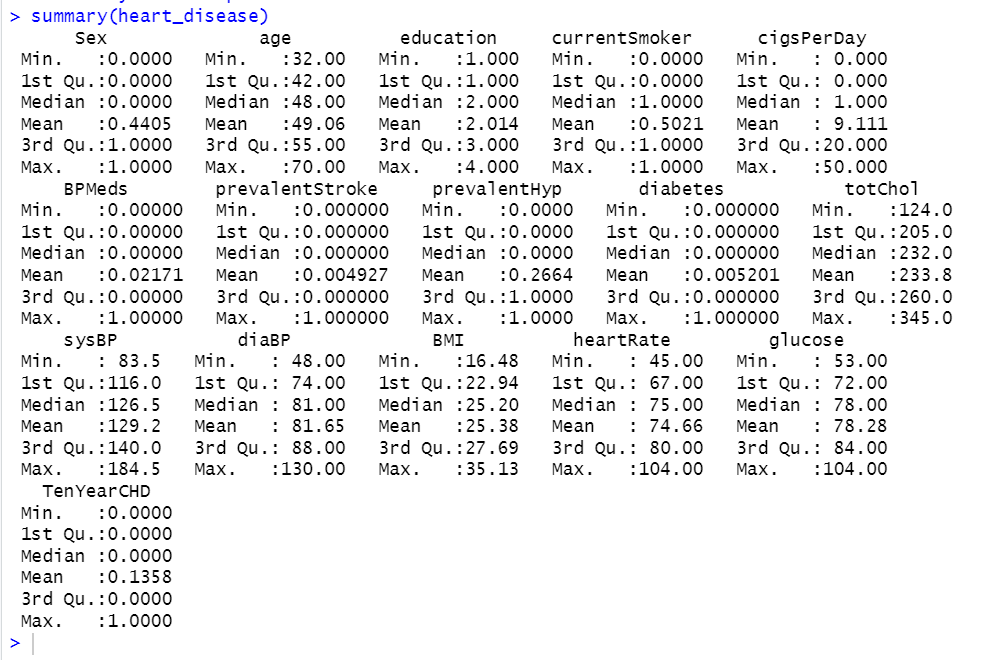 > summary(heart_disease)
      Sex              age          education     currentSmoker      cigsPerDay
 Min.   :0.0000   Min.   :32.00   Min.   :1.000   Min.   :0.0000   Min.   : 0.000
 1st Qu.:0.0000   1st Qu.:42.00   1st Qu.:1.000   1st Qu.:0.0000   1st Qu.: 0.000
 Median :0.0000   Median :48.00   Median :2.000   Median :1.0000   Median : 1.000
 Mean   :0.4405   Mean   :49.06   Mean   :2.014   Mean   :0.5021   Mean   : 9.111
 3rd Qu.:1.0000   3rd Qu.:55.00   3rd Qu.:3.000   3rd Qu.:1.0000   3rd Qu.:20.000
 Max.   :1.0000   Max.   :70.00   Max.   :4.000   Max.   :1.0000   Max.   :50.000
     BPMeds        prevalentStroke     prevalentHyp       diabetes           totChol
 Min.   :0.00000   Min.   :0.000000   Min.   :0.0000   Min.   :0.000000   Min.   :124.0
 1st Qu.:0.00000   1st Qu.:0.000000   1st Qu.:0.0000   1st Qu.:0.000000   1st Qu.:205.0
 Median :0.00000   Median :0.000000   Median :0.0000   Median :0.000000   Median :232.0
 Mean   :0.02171   Mean   :0.004927   Mean   :0.2664   Mean   :0.005201   Mean   :233.8
 3rd Qu.:0.00000   3rd Qu.:0.000000   3rd Qu.:1.0000   3rd Qu.:0.000000   3rd Qu.:260.0
 Max.   :1.00000   Max.   :1.000000   Max.   :1.0000   Max.   :1.000000   Max.   :345.0
     sysBP           diaBP             BMI          heartRate         glucose
 Min.   : 83.5   Min.   : 48.00   Min.   :16.48   Min.   : 45.00   Min.   : 53.00
 1st Qu.:116.0   1st Qu.: 74.00   1st Qu.:22.94   1st Qu.: 67.00   1st Qu.: 72.00
 Median :126.5   Median : 81.00   Median :25.20   Median : 75.00   Median : 78.00
 Mean   :129.2   Mean   : 81.65   Mean   :25.38   Mean   : 74.66   Mean   : 78.28
 3rd Qu.:140.0   3rd Qu.: 88.00   3rd Qu.:27.69   3rd Qu.: 80.00   3rd Qu.: 84.00
 Max.   :184.5   Max.   :130.00   Max.   :35.13   Max.   :104.00   Max.   :104.00
   TenYearCHD
 Min.   :0.0000
 1st Qu.:0.0000
 Median :0.0000
 Mean   :0.1358
 3rd Qu.:0.0000
 Max.   :1.0000
>